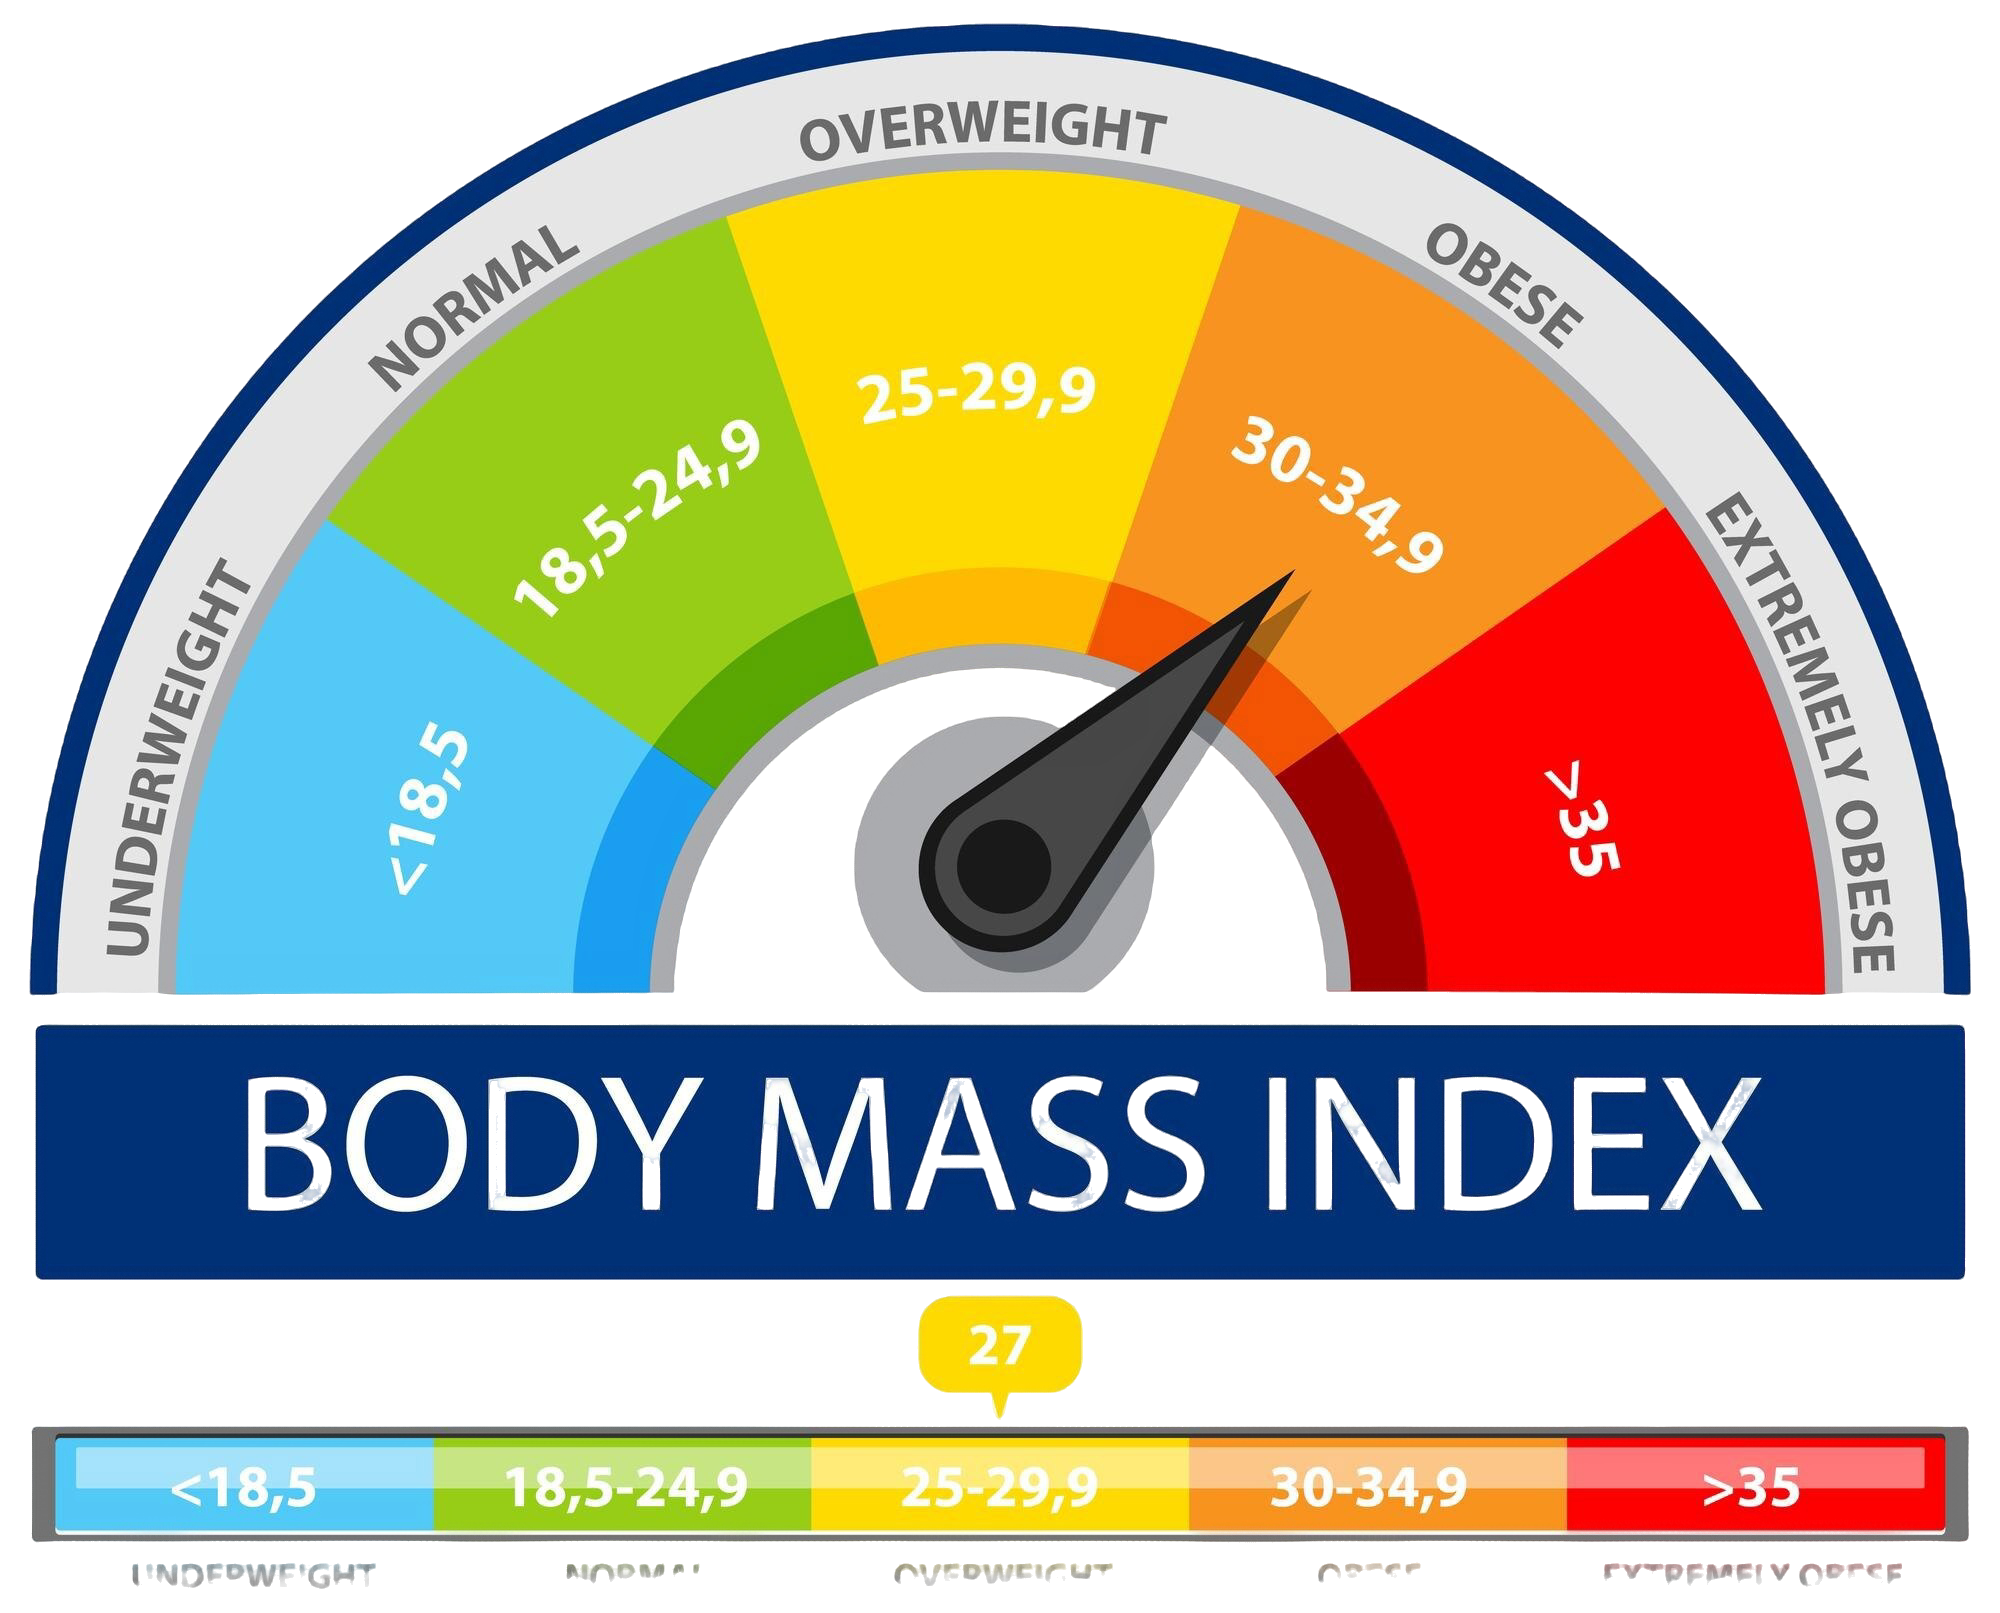 UNDERWEIGHT
NORMAL
OVERWEIGHT
OBESE
EXTREMELY OBESE
<18,5
18,5-24,9
25-29,9
30-34,9
>35
BODY MASS INDEX
27
<18,5 18,5-24,9 25-29,9 30-34,9 >35
UNDERWEIGHT NORMAL OVERWEIGHT OBESE EXTREMELY OBESE